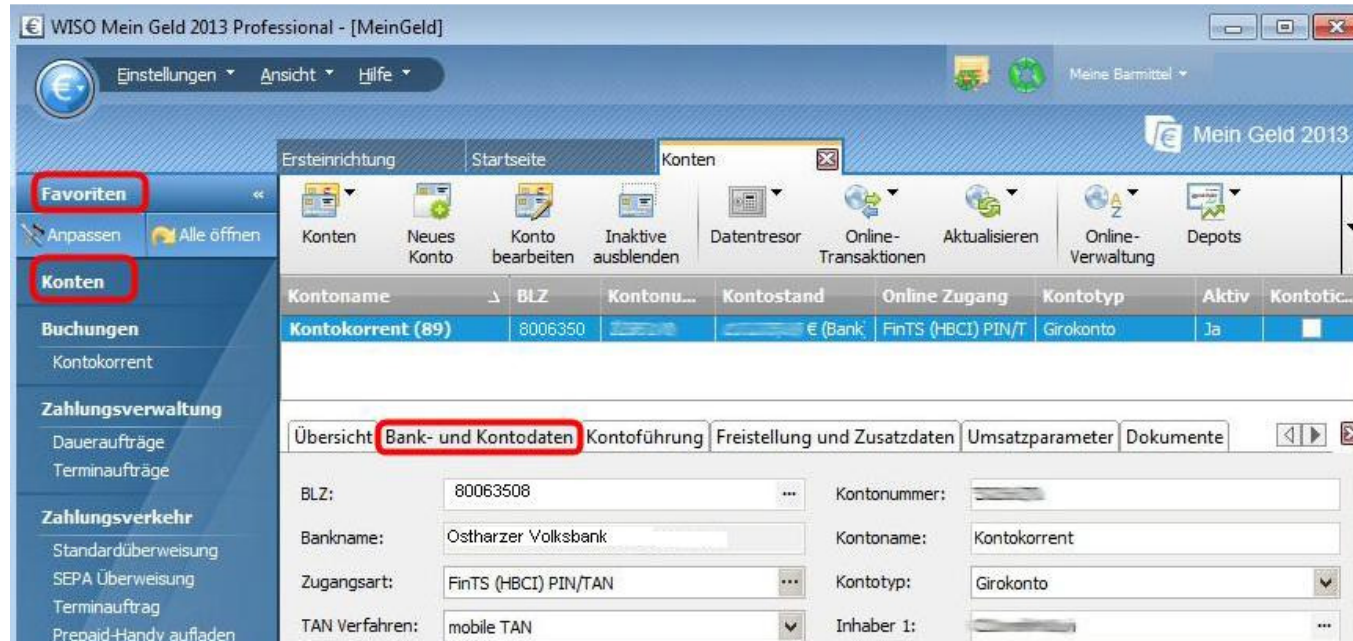 WISO Mein Geld 2013 Professional - [MeinGeld]
Einstellungen Ansicht Hilfe Meine Barmittel
Mein Geld 2013
Ersteinrichtung Startseite Konten
Favoriten «
Anpassen Alle öffnen
Konten Neues Konto Konto bearbeiten Inaktive ausblenden Datentresor Online-Transaktionen Aktualisieren Online-Verwaltung Depots
Konten
Kontoname BLZ Kontonu... Kontostand Online Zugang Kontotyp Aktiv Kontotic...
Kontokorrent (89) 8006350 € (Bank FinTS (HBCI) PIN/T Girokonto Ja
Buchungen
Kontokorrent
Zahlungsverwaltung
Daueraufträge
Terminaufträge
Zahlungsverkehr
Standardüberweisung
SEPA Überweisung
Terminauftrag
Prepaid-Handy aufladen
Übersicht Bank- und Kontodaten Kontoführung Freistellung und Zusatzdaten Umsatzparameter Dokumente
BLZ: 80063508 ... Kontonummer:
Bankname: Ostharzer Volksbank Kontoname: Kontokorrent
Zugangsart: FinTS (HBCI) PIN/TAN ... Kontotyp: Girokonto
TAN Verfahren: mobile TAN Inhaber 1: ...